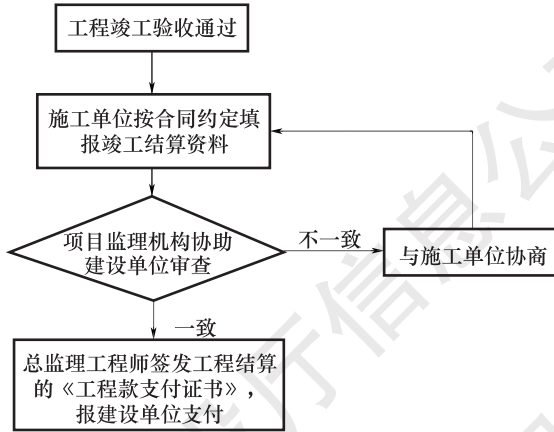 工程竣工验收通过
施工单位按合同约定填
报竣工结算资料
项目监理机构协助
建设单位审查
不一致
与施工单位协商
一致
总监理工程师签发工程结算
的《工程款支付证书》，
报建设单位支付
厅信息公